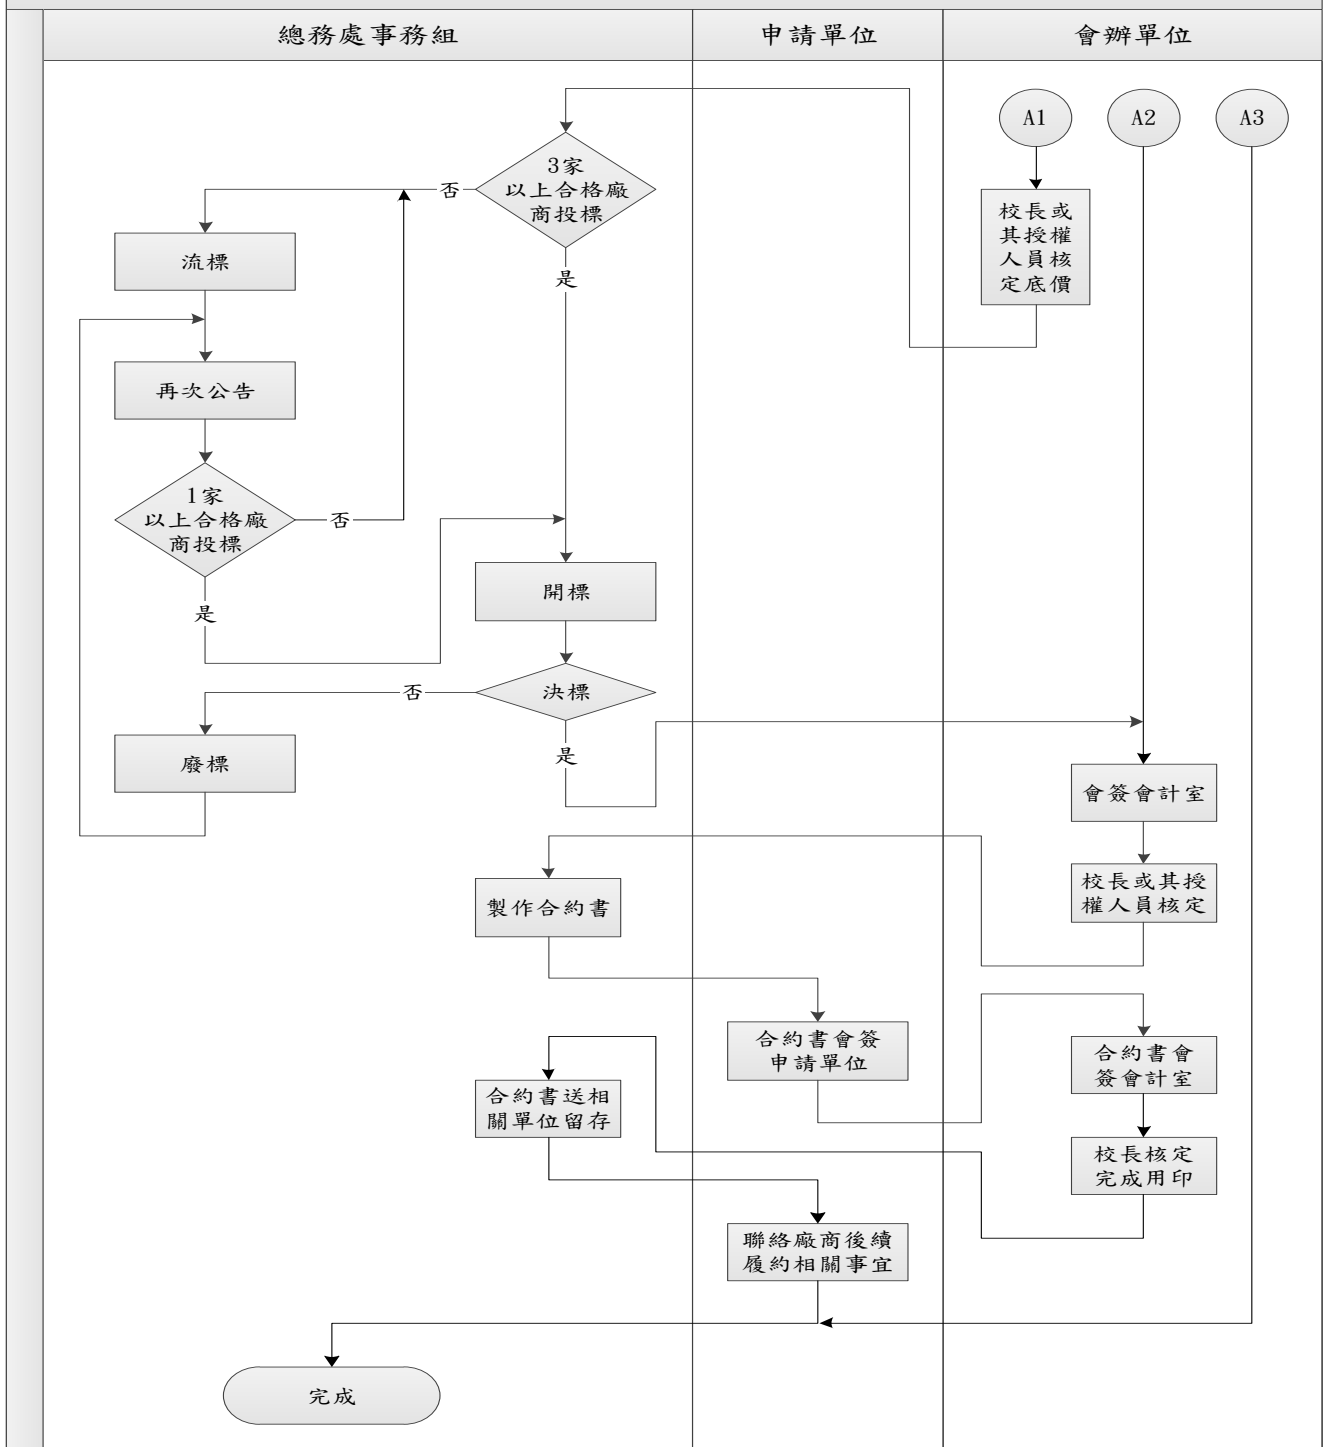 總務處事務組
申請單位
會辦單位
A1
A2
A3
3家
以上合格廠
商投標
否
是
校長或
其授權
人員核
定底價
流標
再次公告
1家
以上合格廠
商投標
否
是
開標
決標
否
是
廢標
會簽會計室
校長或其授
權人員核定
製作合約書
合約書會簽
申請單位
合約書會
簽會計室
合約書送相
關單位留存
校長核定
完成用印
聯絡廠商後續
履約相關事宜
完成